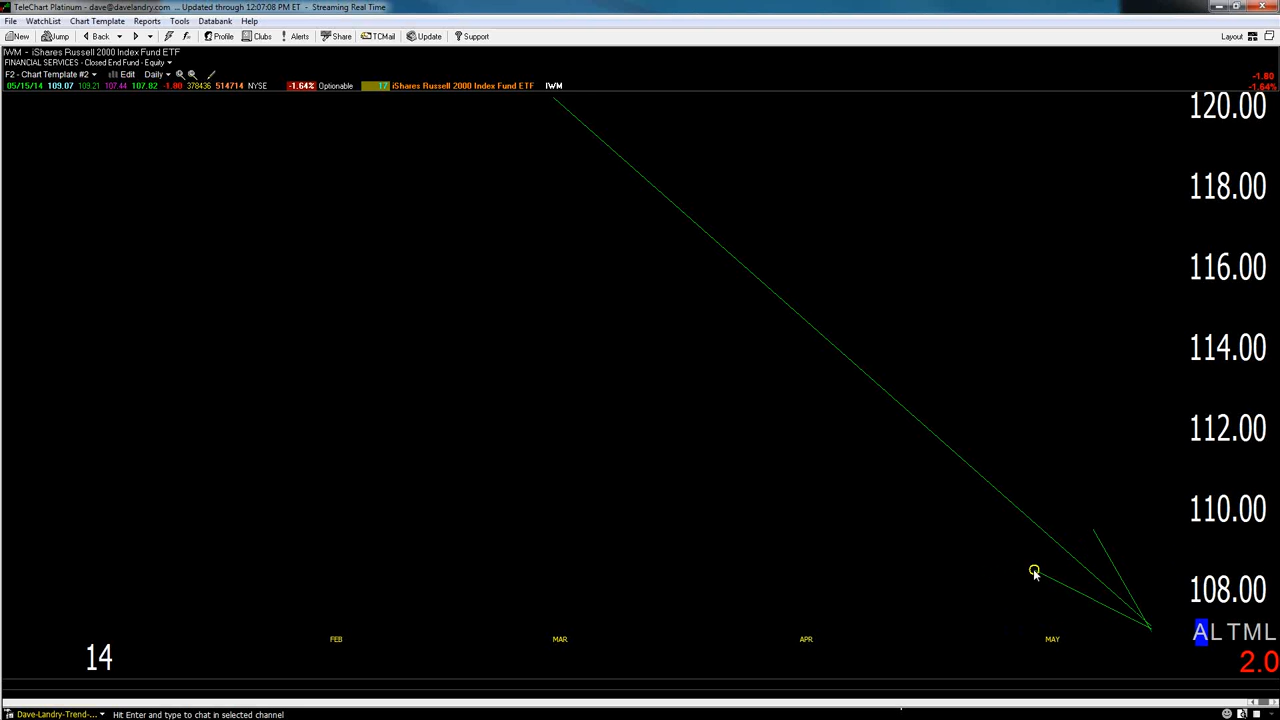 TeleChart Platinum - dave@davelandry.com ... Updated through 12:07:08 PM ET - Streaming Real Time
File WatchList Chart Template Reports Tools Databank Help
New Jump Back Profile Clubs Alerts Share TCMail Update Support Layout
IWM - iShares Russell 2000 Index Fund ETF
FINANCIAL SERVICES - Closed End Fund - Equity
F2 - Chart Template #2 Edit Daily
-1.80
05/15/14 109.07 109.21 107.44 107.82 -1.80 378436 514714 NYSE -1.64% Optionable 17 iShares Russell 2000 Index Fund ETF IWM -1.64%
120.00
118.00
116.00
114.00
112.00
110.00
108.00
ALTML
FEB MAR APR MAY
14 2.0
Dave-Landry-Trend-... Hit Enter and type to chat in selected channel